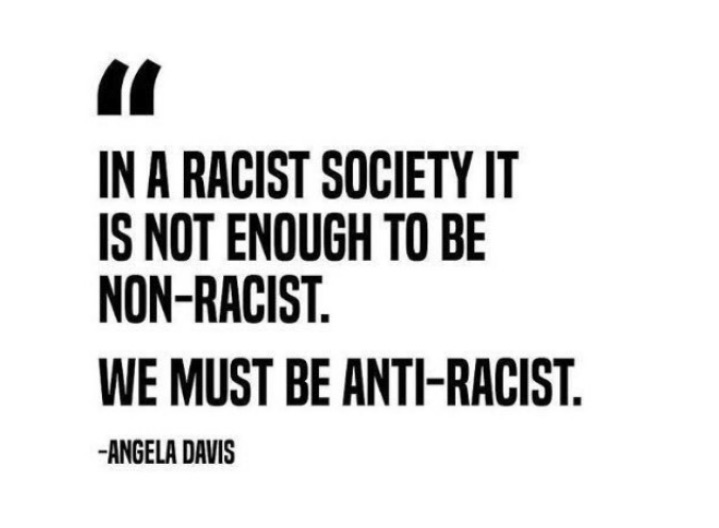 “
IN A RACIST SOCIETY IT
IS NOT ENOUGH TO BE
NON-RACIST.
WE MUST BE ANTI-RACIST.
-ANGELA DAVIS